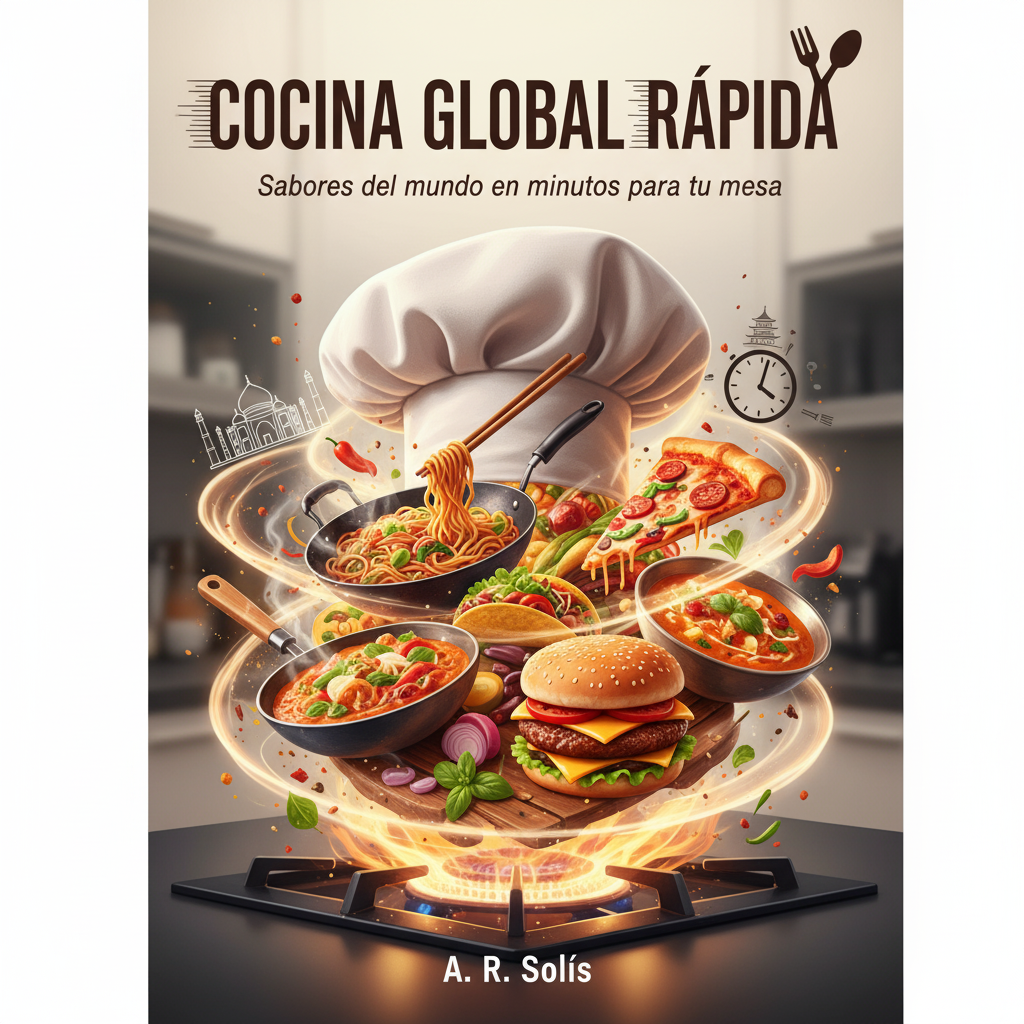 COCINA GLOBAL RÁPIDA
Sabores del mundo en minutos para tu mesa
A. R. Solís